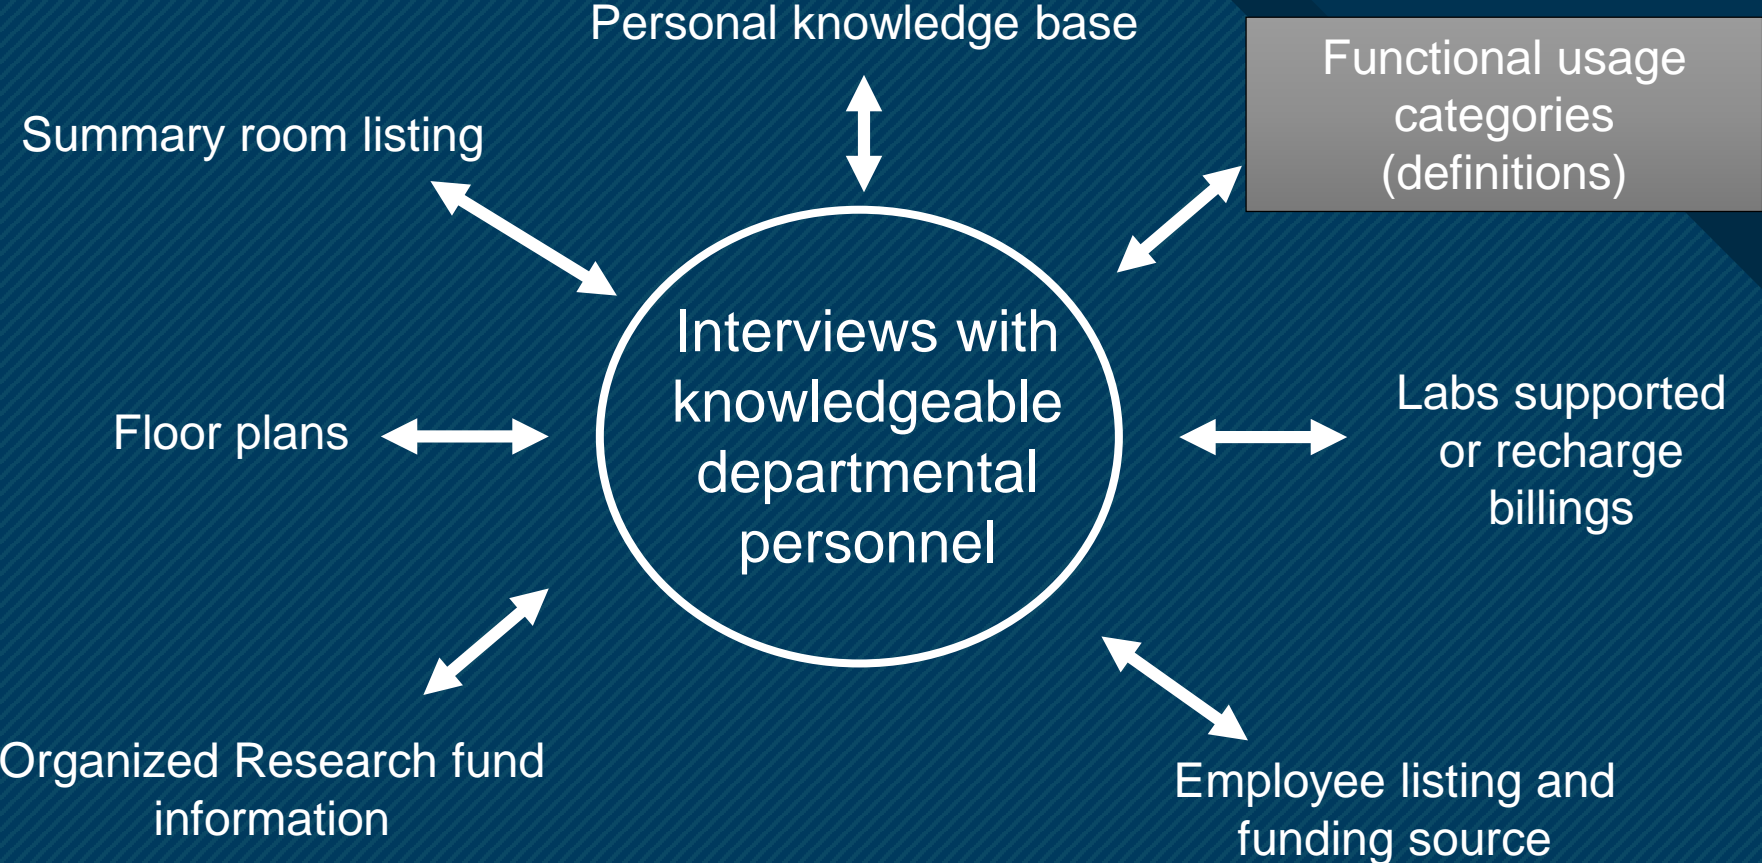 Personal knowledge base
Functional usage
categories
(definitions)
Summary room listing
Interviews with
knowledgeable
departmental
personnel
Floor plans
Labs supported
or recharge
billings
Organized Research fund
information
Employee listing and
funding source